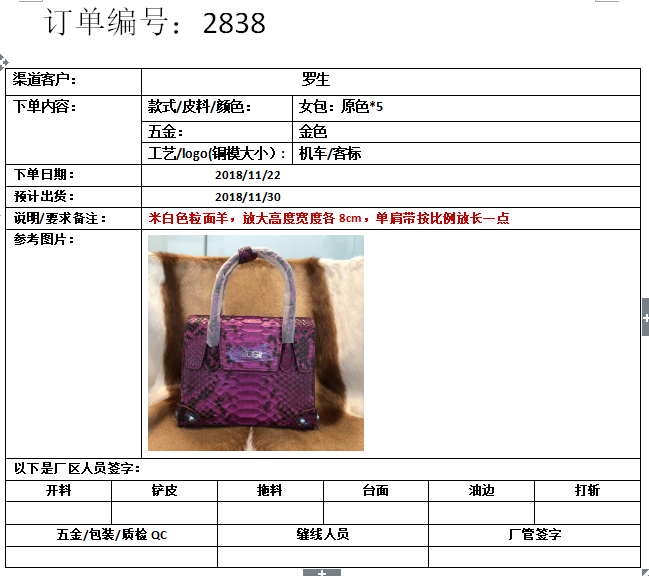 订单编号：2838
渠道客户： 罗生
下单内容： 款式/皮料/颜色： 女包：原色*5
五金： 金色
工艺/logo(铜模大小）： 机车/客标
下单日期： 2018/11/22
预计出货： 2018/11/30
说明/要求备注： 米白色粒面羊，放大高度宽度各 8cm，单肩带按比例放长一点
参考图片：
以下是厂区人员签字：
开料 铲皮 拖料 台面 油边 打斩
五金/包装/质检 QC 缝线人员 厂管签字